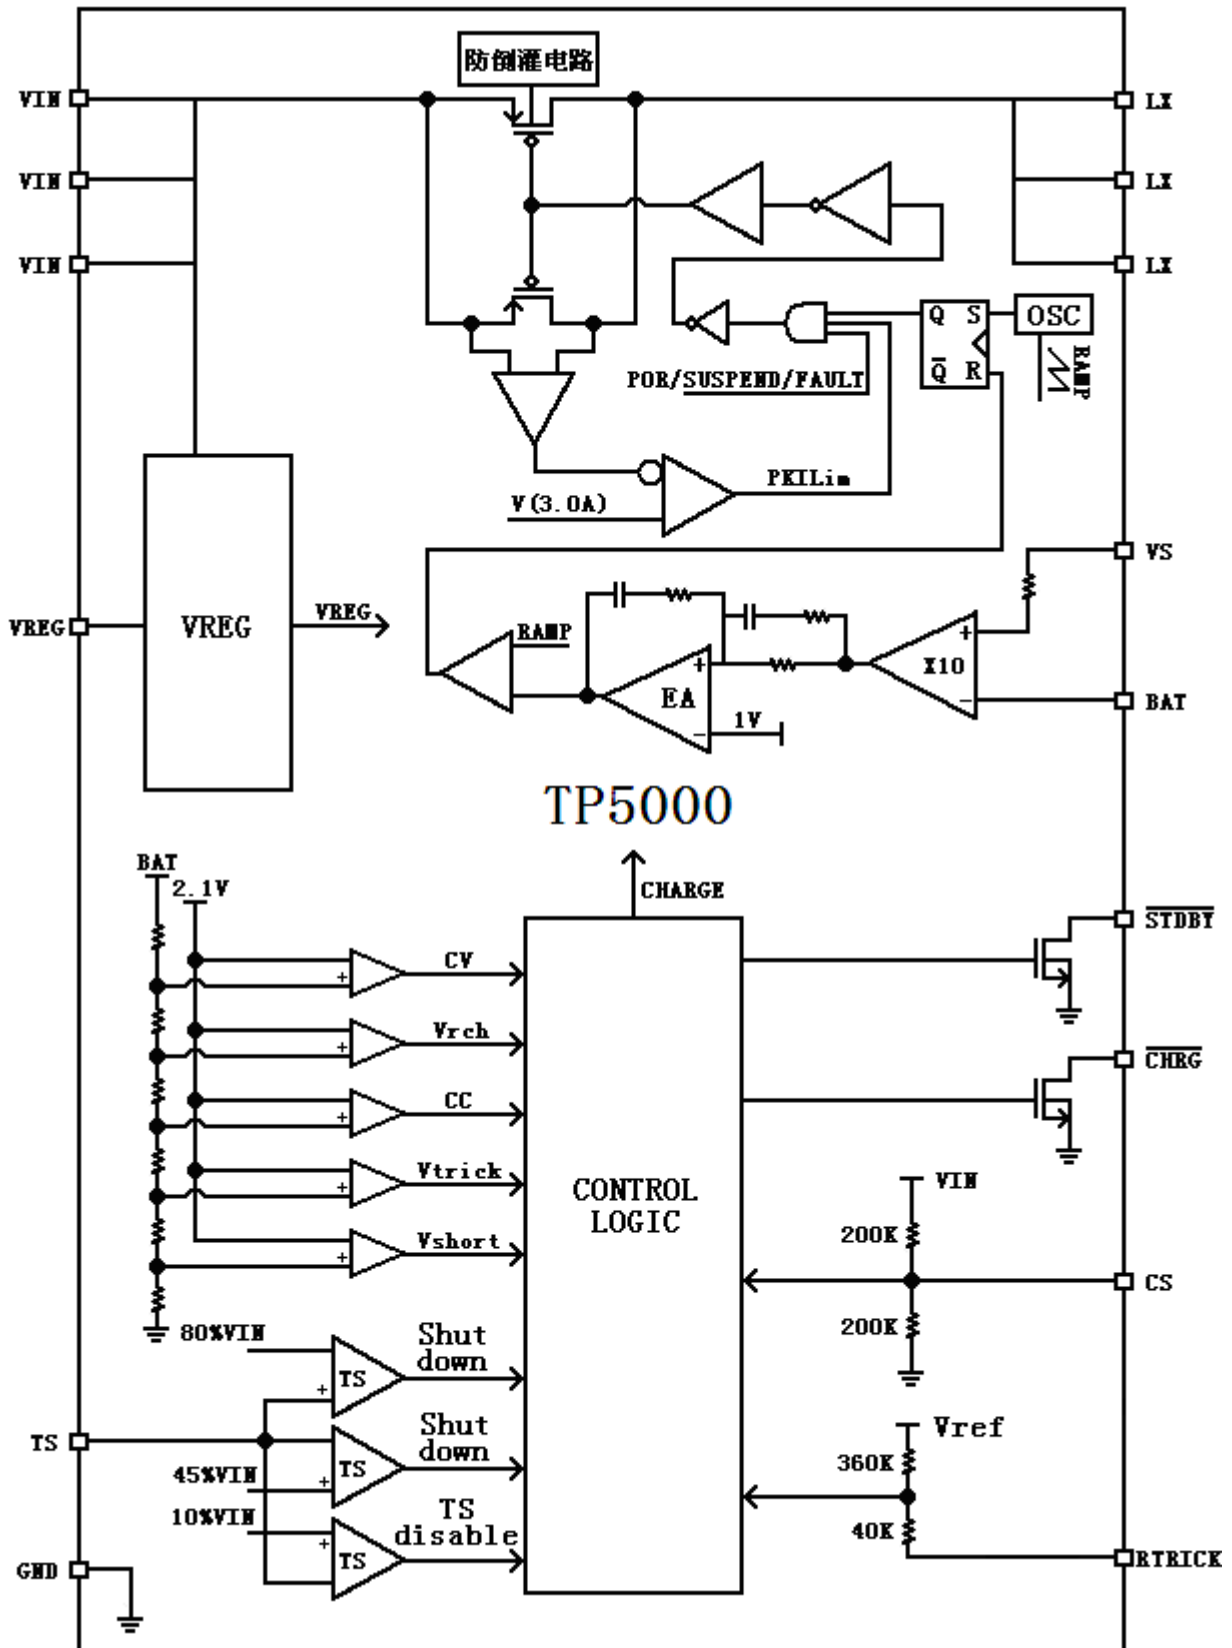 防倒灌电路
VIN
LX
VIN
LX
VIN
LX
Q S
OSC
Q̅ R
RAMP
POR/SUSPEND/FAULT
PKILim
V(3.0A)
VS
VREG
VREG
VREG
RAMP
+
+
X10
EA
-
BAT
1V
-
TP5000
BAT
2.1V
CHARGE
STDBY
CV
+
Vrch
+
CHRG
CC
+
Vtrick
+
CONTROL
LOGIC
VIN
200K
Vshort
+
CS
200K
80%VIN
Shut
down
TS
+
Vref
TS
Shut
down
45%VIN
TS
+
360K
10%VIN
TS
disable
40K
+
TS
GND
RTRICK